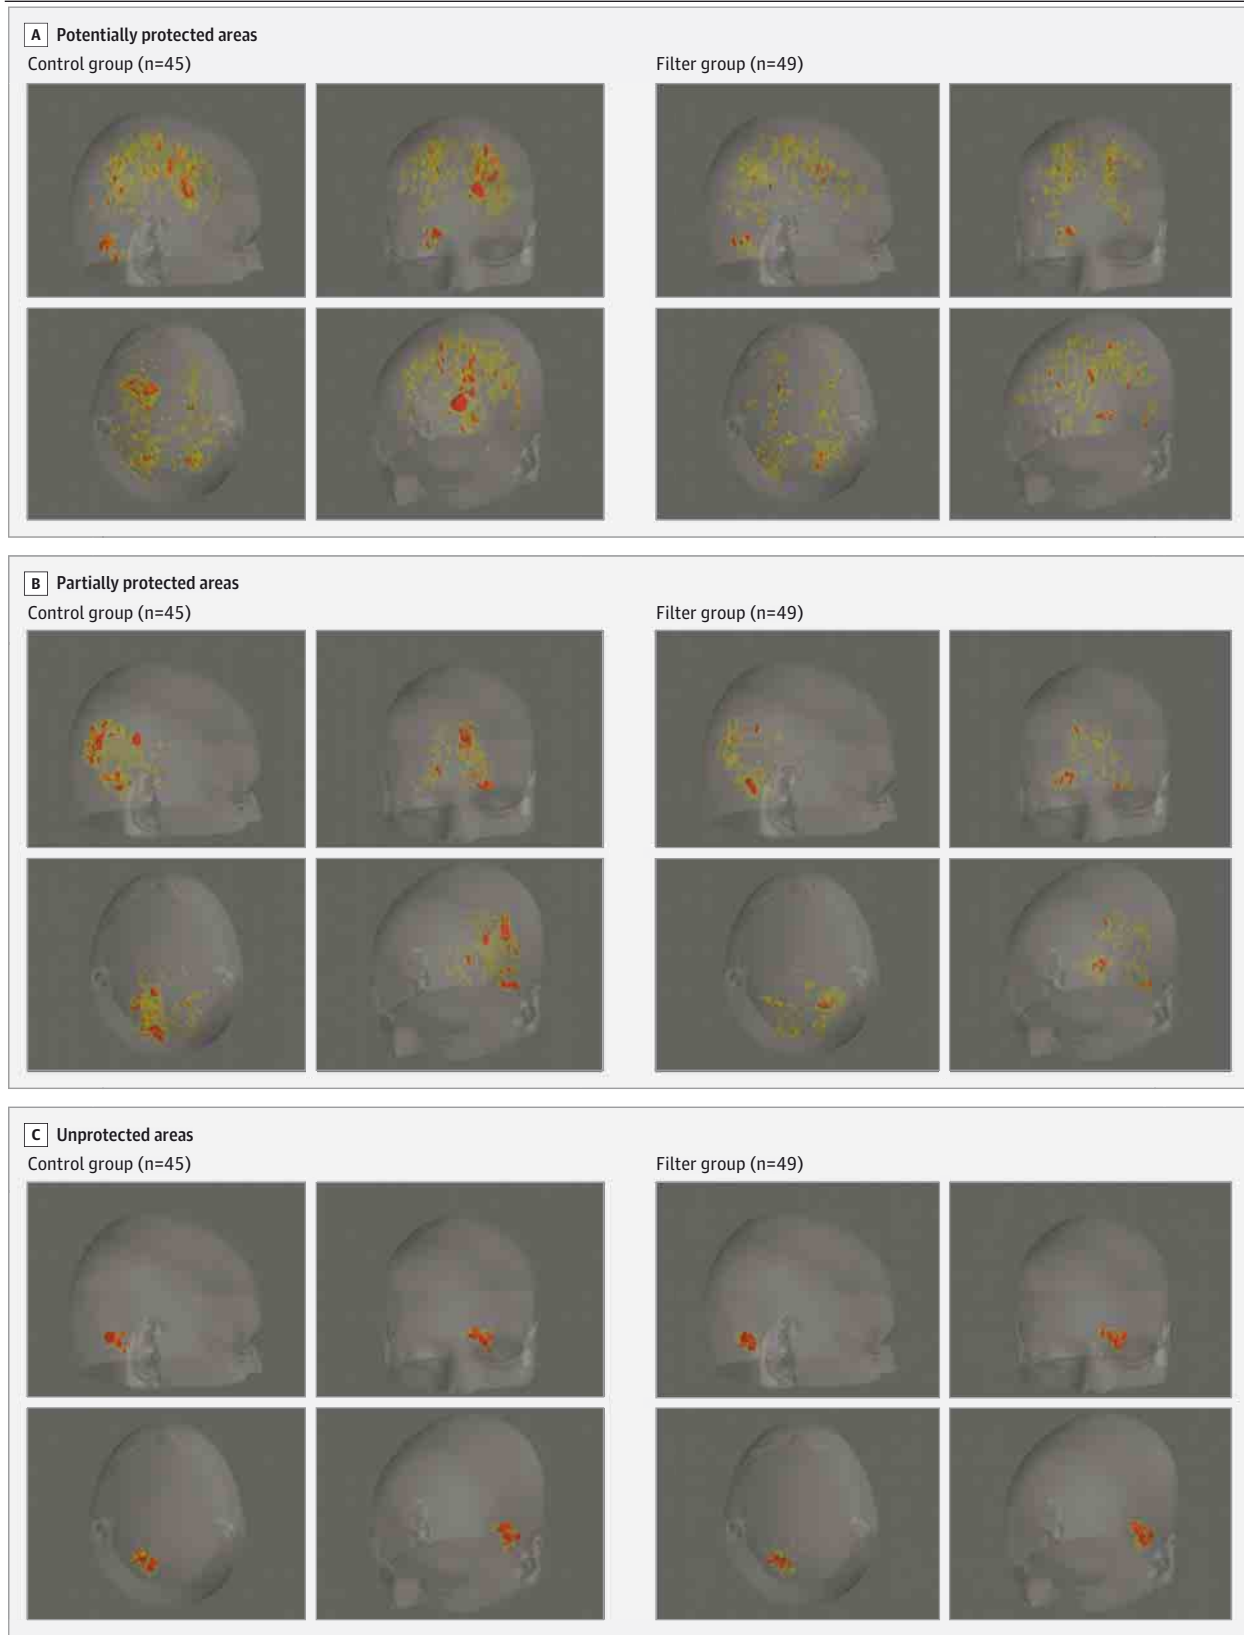 A Potentially protected areas
Control group (n=45)
Filter group (n=49)
B Partially protected areas
Control group (n=45)
Filter group (n=49)
C Unprotected areas
Control group (n=45)
Filter group (n=49)